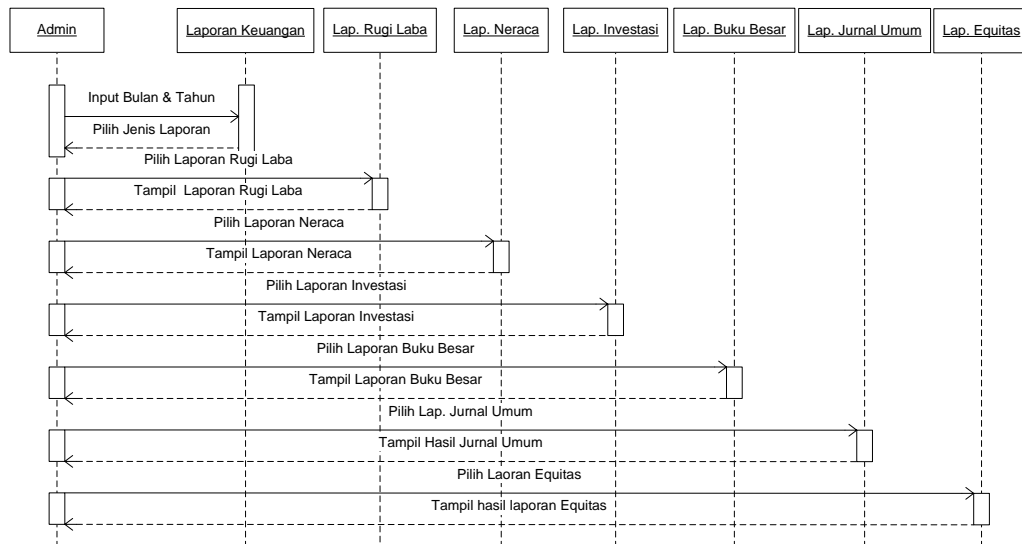 Admin
Laporan Keuangan
Lap. Rugi Laba
Lap. Neraca
Lap. Investasi
Lap. Buku Besar
Lap. Jurnal Umum
Lap. Equitas
Input Bulan & Tahun
Pilih Jenis Laporan
Pilih Laporan Rugi Laba
Tampil Laporan Rugi Laba
Pilih Laporan Neraca
Tampil Laporan Neraca
Pilih Laporan Investasi
Tampil Laporan Investasi
Pilih Laporan Buku Besar
Tampil Laporan Buku Besar
Pilih Lap. Jurnal Umum
Tampil Hasil Jurnal Umum
Pilih Laoran Equitas
Tampil hasil laporan Equitas